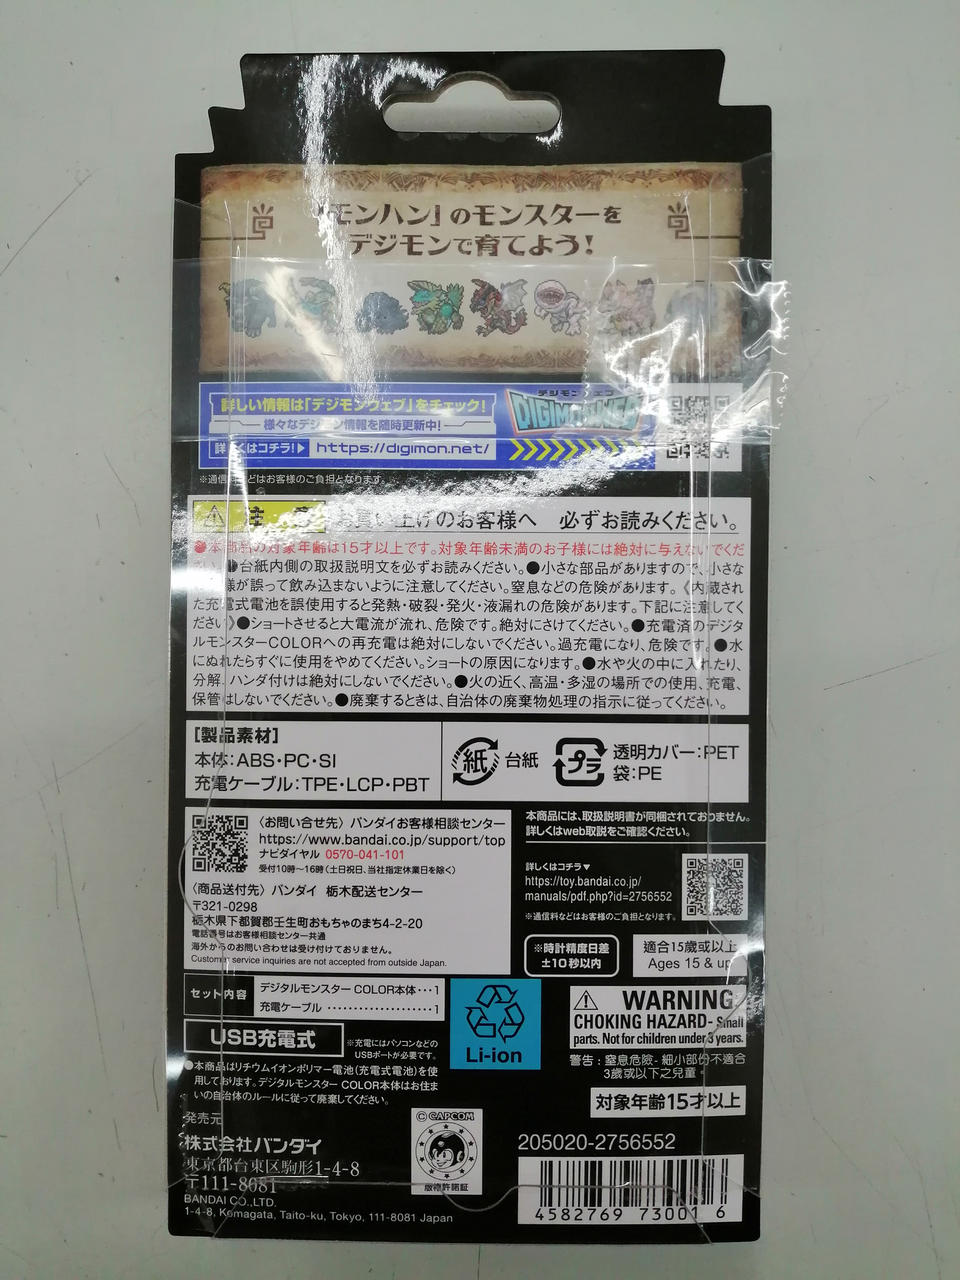 「モンハン」のモンスターを
デジモンで育てよう!
詳しい情報は「デジモンウェブ」をチェック!
様々なデジモン情報を随時更新中!
詳しくはコチラ!▶ https://digimon.net/
デジモンウェブ
DIGIMONWEB
※通信料などはお客様のご負担となります。
注 意 お買い上げのお客様へ 必ずお読みください。
●本商品の対象年齢は15才以上です。対象年齢未満のお子様には絶対に与えないでくだ
さい。●台紙内側の取扱説明文を必ずお読みください。●小さな部品がありますので、小さな
お子様が誤って飲み込まないように注意してください。窒息などの危険があります。《内蔵され
た充電式電池を誤使用すると発熱・破裂・発火・液漏れの危険があります。下記に注意してく
ださい》●ショートさせると大電流が流れ、危険です。絶対にさけてください。●充電済のデジタ
ルモンスターCOLORへの再充電は絶対にしないでください。過充電になり、危険です。●水
にぬれたらすぐに使用をやめてください。ショートの原因になります。●水や火の中に入れたり、
分解、ハンダ付けは絶対にしないでください。●火の近く、高温・多湿の場所での使用、充電、
保管はしないでください。●廃棄するときは、自治体の廃棄物処理の指示に従ってください。
[製品素材]
本体:ABS・PC・SI
充電ケーブル:TPE・LCP・PBT
紙 台紙
プラ 透明カバー:PET
袋:PE
〈お問い合せ先〉バンダイお客様相談センター
https://www.bandai.co.jp/support/top
ナビダイヤル 0570-041-101
受付10時〜16時(土日祝日、当社指定休業日を除く)
〈商品送付先〉バンダイ 栃木配送センター
〒321-0298
栃木県下都賀郡壬生町おもちゃのまち4-2-20
電話番号はお客様相談センター共通
海外からのお問い合わせは受け付けておりません。
Customer service inquiries are not accepted from outside Japan.
本商品には、取扱説明書が同梱されておりません。
詳しくはweb取説をご確認ください。
詳しくはコチラ▼
https://toy.bandai.co.jp/
manuals/pdf.php?id=2756552
※通信料などはお客様のご負担となります。
※時計精度日差
±10秒以内
適合15歳或以上
Ages 15 & up
セット内容
デジタルモンスター COLOR本体・・・1
充電ケーブル・・・・・・・・・・・・・・・・・・・・1
USB充電式
※充電にはパソコンなどの
USBポートが必要です。
●本商品はリチウムイオンポリマー電池(充電式電池)を使
用しております。デジタルモンスター COLOR本体はお住ま
いの自治体のルールに従って廃棄してください。
Li-ion
WARNING:
CHOKING HAZARD- Small
parts. Not for children under 3 years.
警告:窒息危険- 細小部份不適合
3歲或以下之兒童。
対象年齢15才以上
発売元
株式会社バンダイ
東京都台東区駒形1-4-8
〒111-8081
BANDAI CO.,LTD.
1-4-8, Komagata, Taito-ku, Tokyo, 111-8081 Japan
©CAPCOM
版物許諾証
205020-2756552
4582769 73001 6